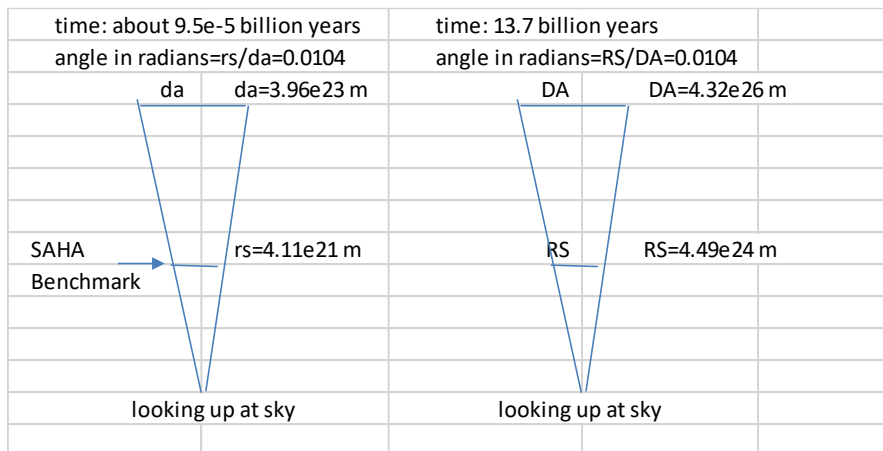 time: about 9.5e-5 billion years
angle in radians=rs/da=0.0104
da da=3.96e23 m
SAHA
Benchmark
rs=4.11e21 m
looking up at sky
time: 13.7 billion years
angle in radians=RS/DA=0.0104
DA DA=4.32e26 m
RS RS=4.49e24 m
looking up at sky